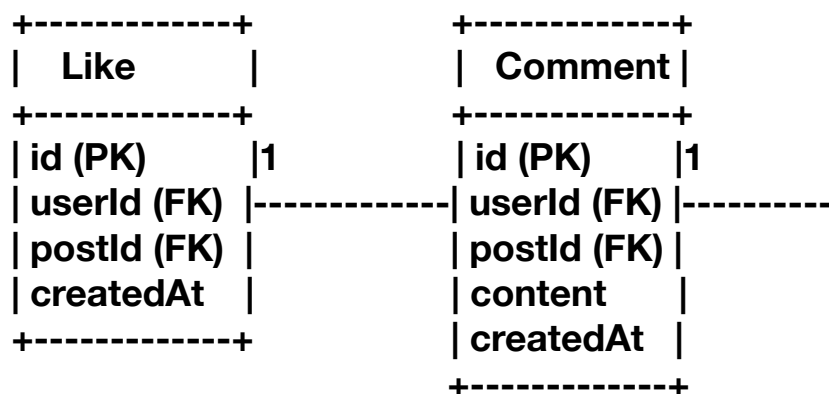 +-------------+             +-------------+
|    Like        |             |   Comment |
+-------------+             +-------------+
| id (PK)       |1             | id (PK)       |1
| userId (FK)  |-------------| userId (FK) |----------
| postId (FK)  |             | postId (FK) |
| createdAt    |             | content      |
+-------------+             | createdAt   |
                            +-------------+